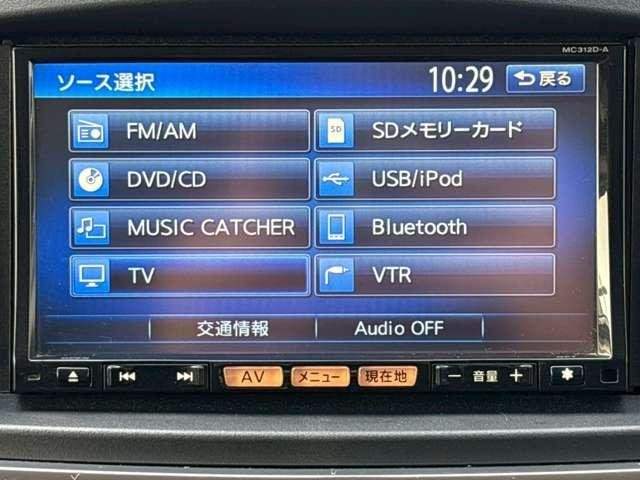 MC312D-A
ソース選択
10:29
戻る
FM/AM
SDメモリーカード
SD
DVD/CD
USB/iPod
MUSIC CATCHER
Bluetooth
TV
VTR
交通情報
Audio OFF
AV
メニュー
現在地
− 音量 +
✱